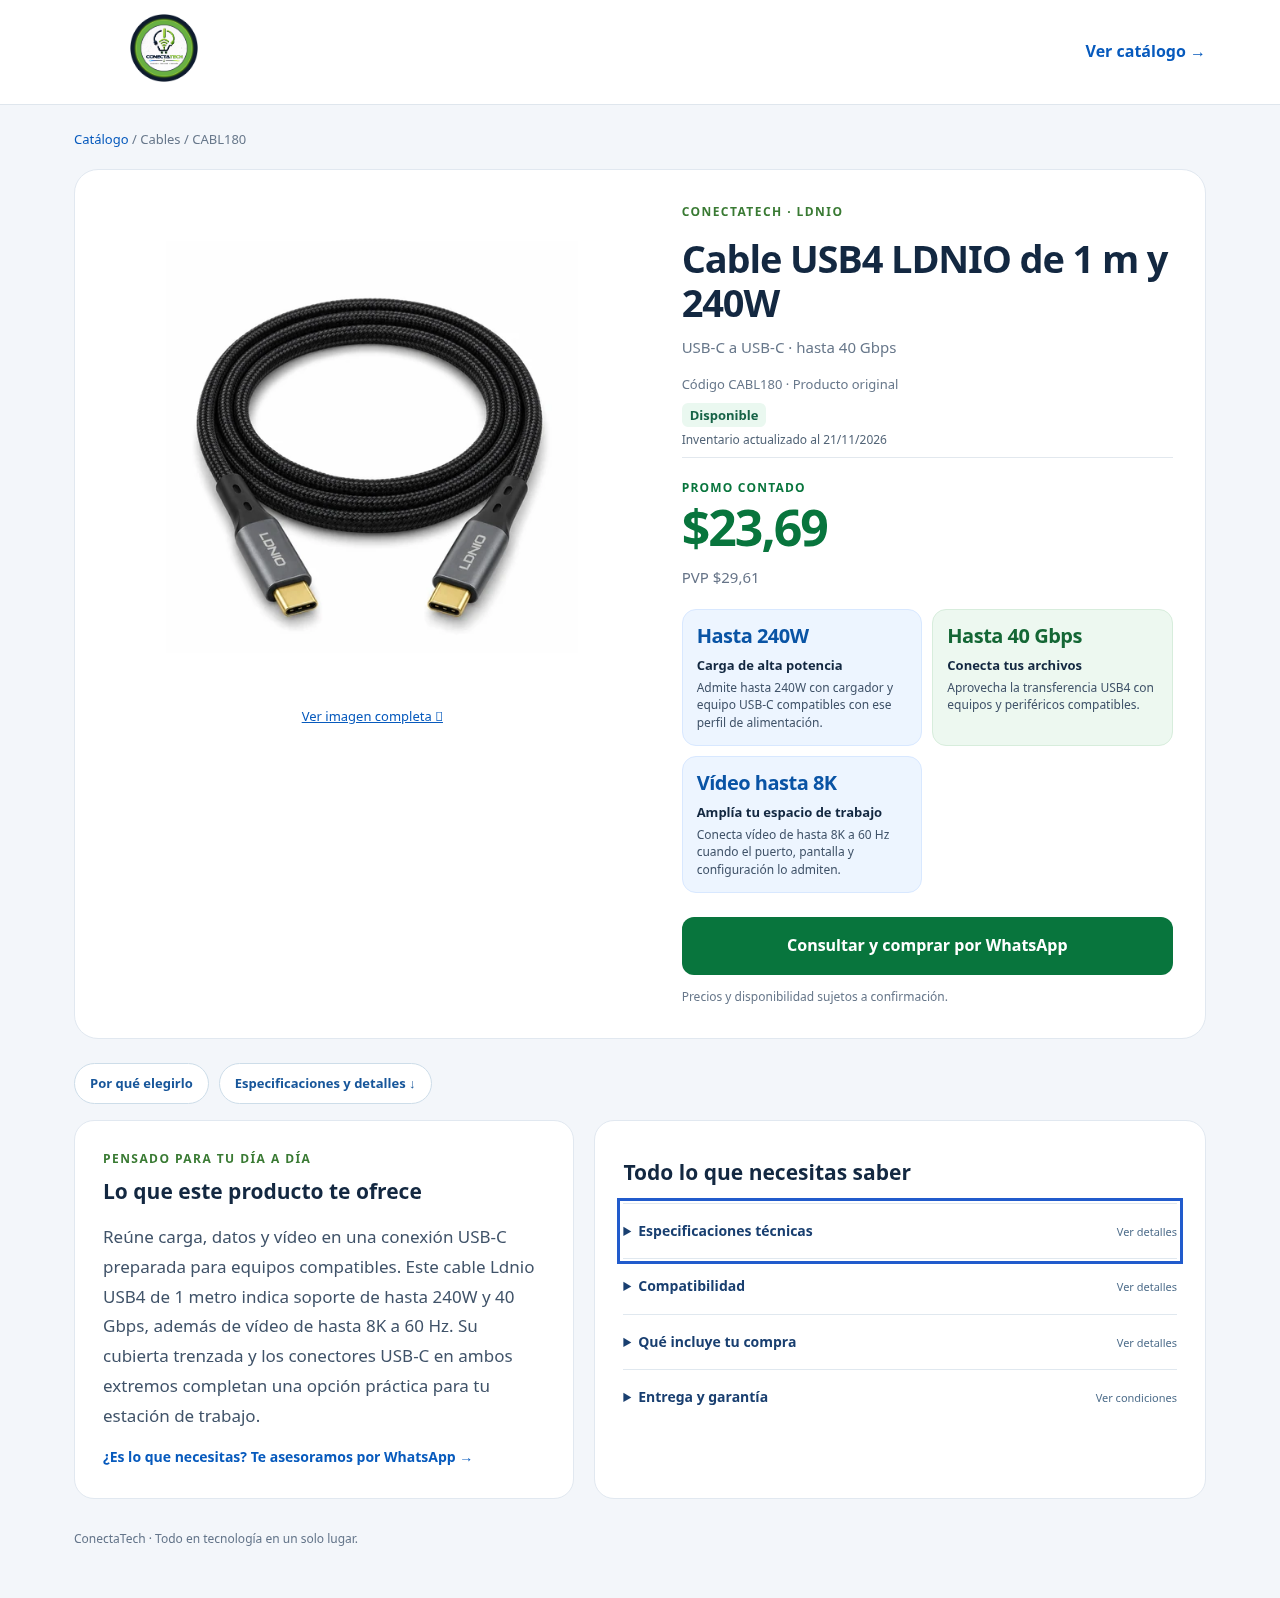 CONECTATECH
Ver catálogo →
Catálogo / Cables / CABL180
LDNIO
LDNIO
Ver imagen completa
CONECTATECH · LDNIO
Cable USB4 LDNIO de 1 m y
240W
USB-C a USB-C · hasta 40 Gbps
Código CABL180 · Producto original
Disponible
Inventario actualizado al 21/11/2026
PROMO CONTADO
$23,69
PVP $29,61
Hasta 240W
Carga de alta potencia
Admite hasta 240W con cargador y
equipo USB-C compatibles con ese
perfil de alimentación.
Hasta 40 Gbps
Conecta tus archivos
Aprovecha la transferencia USB4 con
equipos y periféricos compatibles.
Vídeo hasta 8K
Amplía tu espacio de trabajo
Conecta vídeo de hasta 8K a 60 Hz
cuando el puerto, pantalla y
configuración lo admiten.
Consultar y comprar por WhatsApp
Precios y disponibilidad sujetos a confirmación.
Por qué elegirlo
Especificaciones y detalles ↓
PENSADO PARA TU DÍA A DÍA
Lo que este producto te ofrece
Reúne carga, datos y vídeo en una conexión USB-C
preparada para equipos compatibles. Este cable Ldnio
USB4 de 1 metro indica soporte de hasta 240W y 40
Gbps, además de vídeo de hasta 8K a 60 Hz. Su
cubierta trenzada y los conectores USB-C en ambos
extremos completan una opción práctica para tu
estación de trabajo.
¿Es lo que necesitas? Te asesoramos por WhatsApp →
Todo lo que necesitas saber
Especificaciones técnicas Ver detalles
Compatibilidad Ver detalles
Qué incluye tu compra Ver detalles
Entrega y garantía Ver condiciones
ConectaTech · Todo en tecnología en un solo lugar.